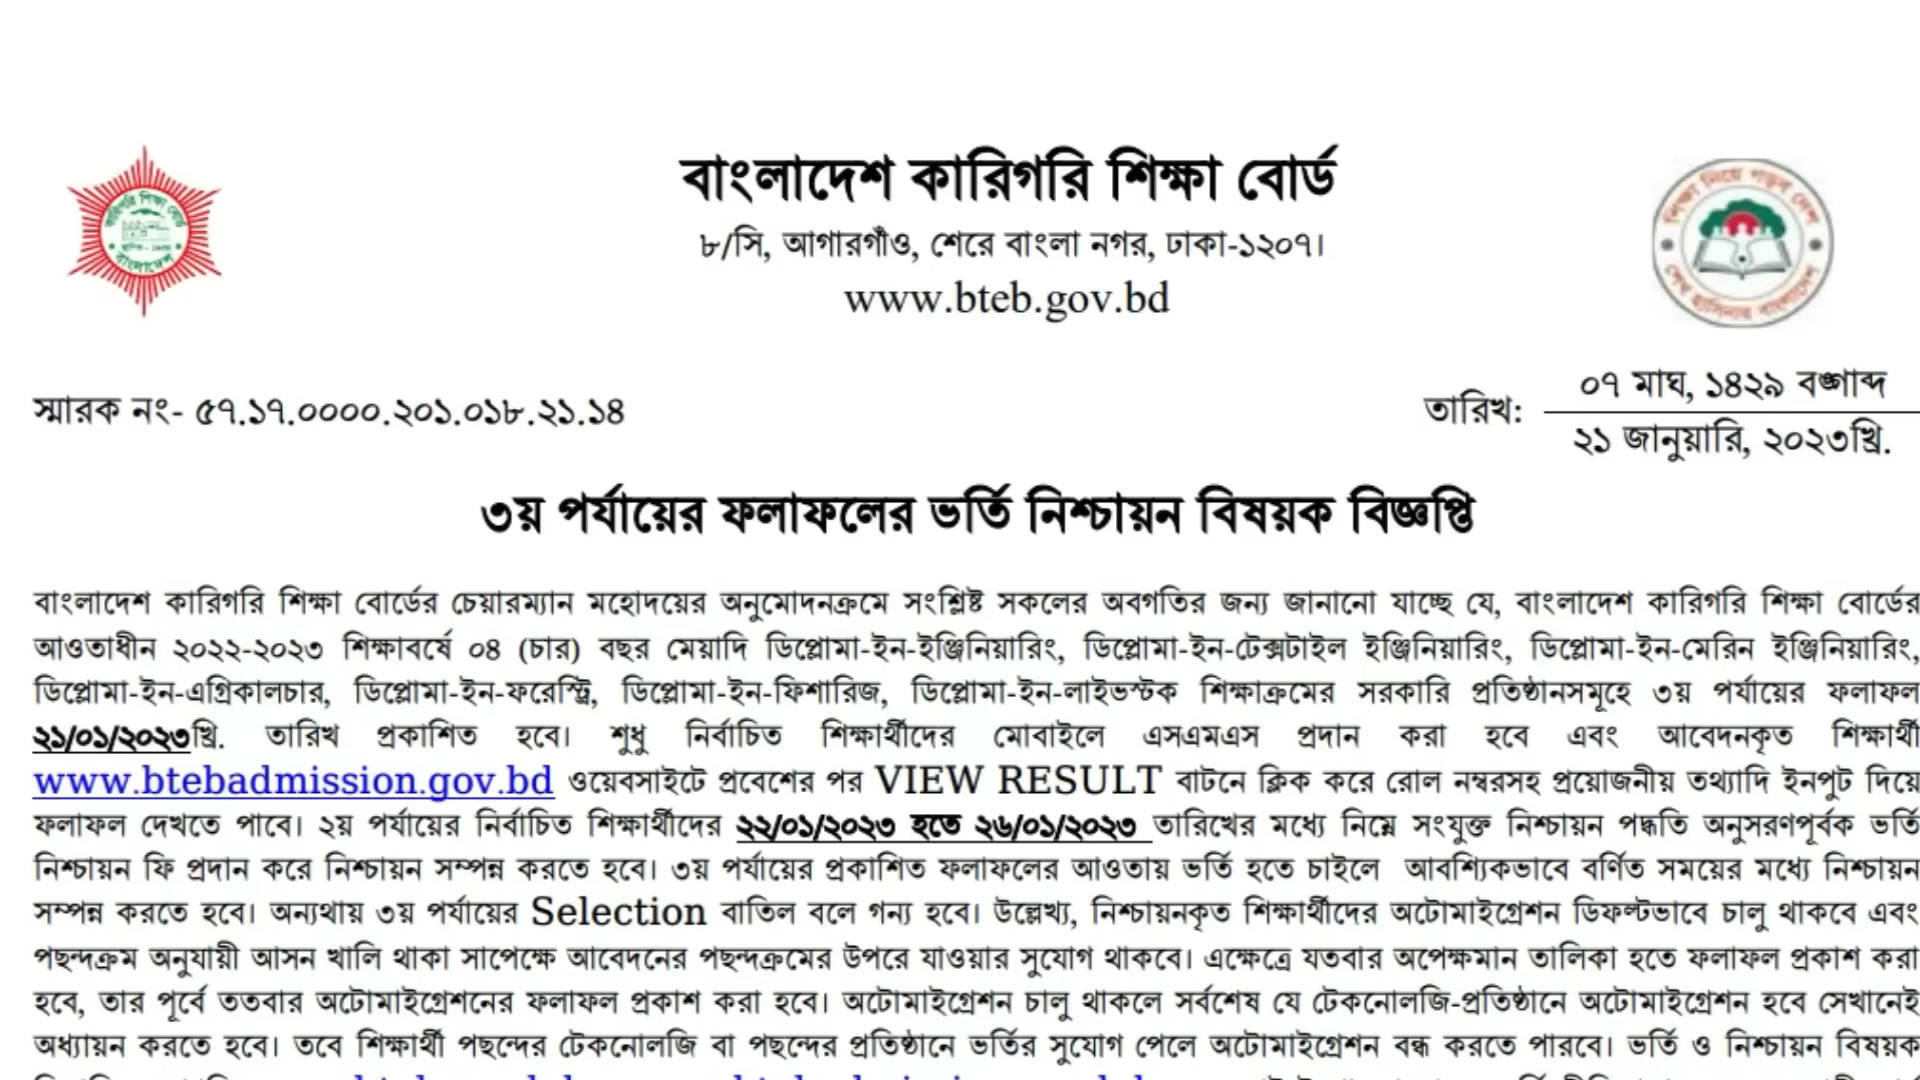 বাংলাদেশ কারিগরি শিক্ষা বোর্ড
৮/সি, আগারগাঁও, শেরে বাংলা নগর, ঢাকা-১২০৭।
www.bteb.gov.bd
কারিগরি শিক্ষা বোর্ড
বাংলাদেশ
শিক্ষা নিয়ে গড়ব দেশ
শেখ হাসিনার বাংলাদেশ
স্মারক নং- ৫৭.১৭.০০০০.২০১.০১৮.২১.১৪
তারিখ:
০৭ মাঘ, ১৪২৯ বঙ্গাব্দ
২১ জানুয়ারি, ২০২৩খ্রি.
৩য় পর্যায়ের ফলাফলের ভর্তি নিশ্চায়ন বিষয়ক বিজ্ঞপ্তি
বাংলাদেশ কারিগরি শিক্ষা বোর্ডের চেয়ারম্যান মহোদয়ের অনুমোদনক্রমে সংশ্লিষ্ট সকলের অবগতির জন্য জানানো যাচ্ছে যে, বাংলাদেশ কারিগরি শিক্ষা বোর্ডের
আওতাধীন ২০২২-২০২৩ শিক্ষাবর্ষে ০৪ (চার) বছর মেয়াদি ডিপ্লোমা-ইন-ইঞ্জিনিয়ারিং, ডিপ্লোমা-ইন-টেক্সটাইল ইঞ্জিনিয়ারিং, ডিপ্লোমা-ইন-মেরিন ইঞ্জিনিয়ারিং,
ডিপ্লোমা-ইন-এগ্রিকালচার, ডিপ্লোমা-ইন-ফরেস্ট্রি, ডিপ্লোমা-ইন-ফিশারিজ, ডিপ্লোমা-ইন-লাইভস্টক শিক্ষাক্রমের সরকারি প্রতিষ্ঠানসমূহে ৩য় পর্যায়ের ফলাফল
২১/০১/২০২৩খ্রি. তারিখ প্রকাশিত হবে। শুধু নির্বাচিত শিক্ষার্থীদের মোবাইলে এসএমএস প্রদান করা হবে এবং আবেদনকৃত শিক্ষার্থী
www.btebadmission.gov.bd ওয়েবসাইটে প্রবেশের পর VIEW RESULT বাটনে ক্লিক করে রোল নম্বরসহ প্রয়োজনীয় তথ্যাদি ইনপুট দিয়ে
ফলাফল দেখতে পাবে। ২য় পর্যায়ের নির্বাচিত শিক্ষার্থীদের ২২/০১/২০২৩ হতে ২৬/০১/২০২৩ তারিখের মধ্যে নিম্নে সংযুক্ত নিশ্চায়ন পদ্ধতি অনুসরণপূর্বক ভর্তি
নিশ্চায়ন ফি প্রদান করে নিশ্চায়ন সম্পন্ন করতে হবে। ৩য় পর্যায়ের প্রকাশিত ফলাফলের আওতায় ভর্তি হতে চাইলে আবশ্যিকভাবে বর্ণিত সময়ের মধ্যে নিশ্চায়ন
সম্পন্ন করতে হবে। অন্যথায় ৩য় পর্যায়ের Selection বাতিল বলে গন্য হবে। উল্লেখ্য, নিশ্চায়নকৃত শিক্ষার্থীদের অটোমাইগ্রেশন ডিফল্টভাবে চালু থাকবে এবং
পছন্দক্রম অনুযায়ী আসন খালি থাকা সাপেক্ষে আবেদনের পছন্দক্রমের উপরে যাওয়ার সুযোগ থাকবে। এক্ষেত্রে যতবার অপেক্ষমান তালিকা হতে ফলাফল প্রকাশ করা
হবে, তার পূর্বে ততবার অটোমাইগ্রেশনের ফলাফল প্রকাশ করা হবে। অটোমাইগ্রেশন চালু থাকলে সর্বশেষ যে টেকনোলজি-প্রতিষ্ঠানে অটোমাইগ্রেশন হবে সেখানেই
অধ্যায়ন করতে হবে। তবে শিক্ষার্থী পছন্দের টেকনোলজি বা পছন্দের প্রতিষ্ঠানে ভর্তির সুযোগ পেলে অটোমাইগ্রেশন বন্ধ করতে পারবে। ভর্তি ও নিশ্চায়ন বিষয়ক